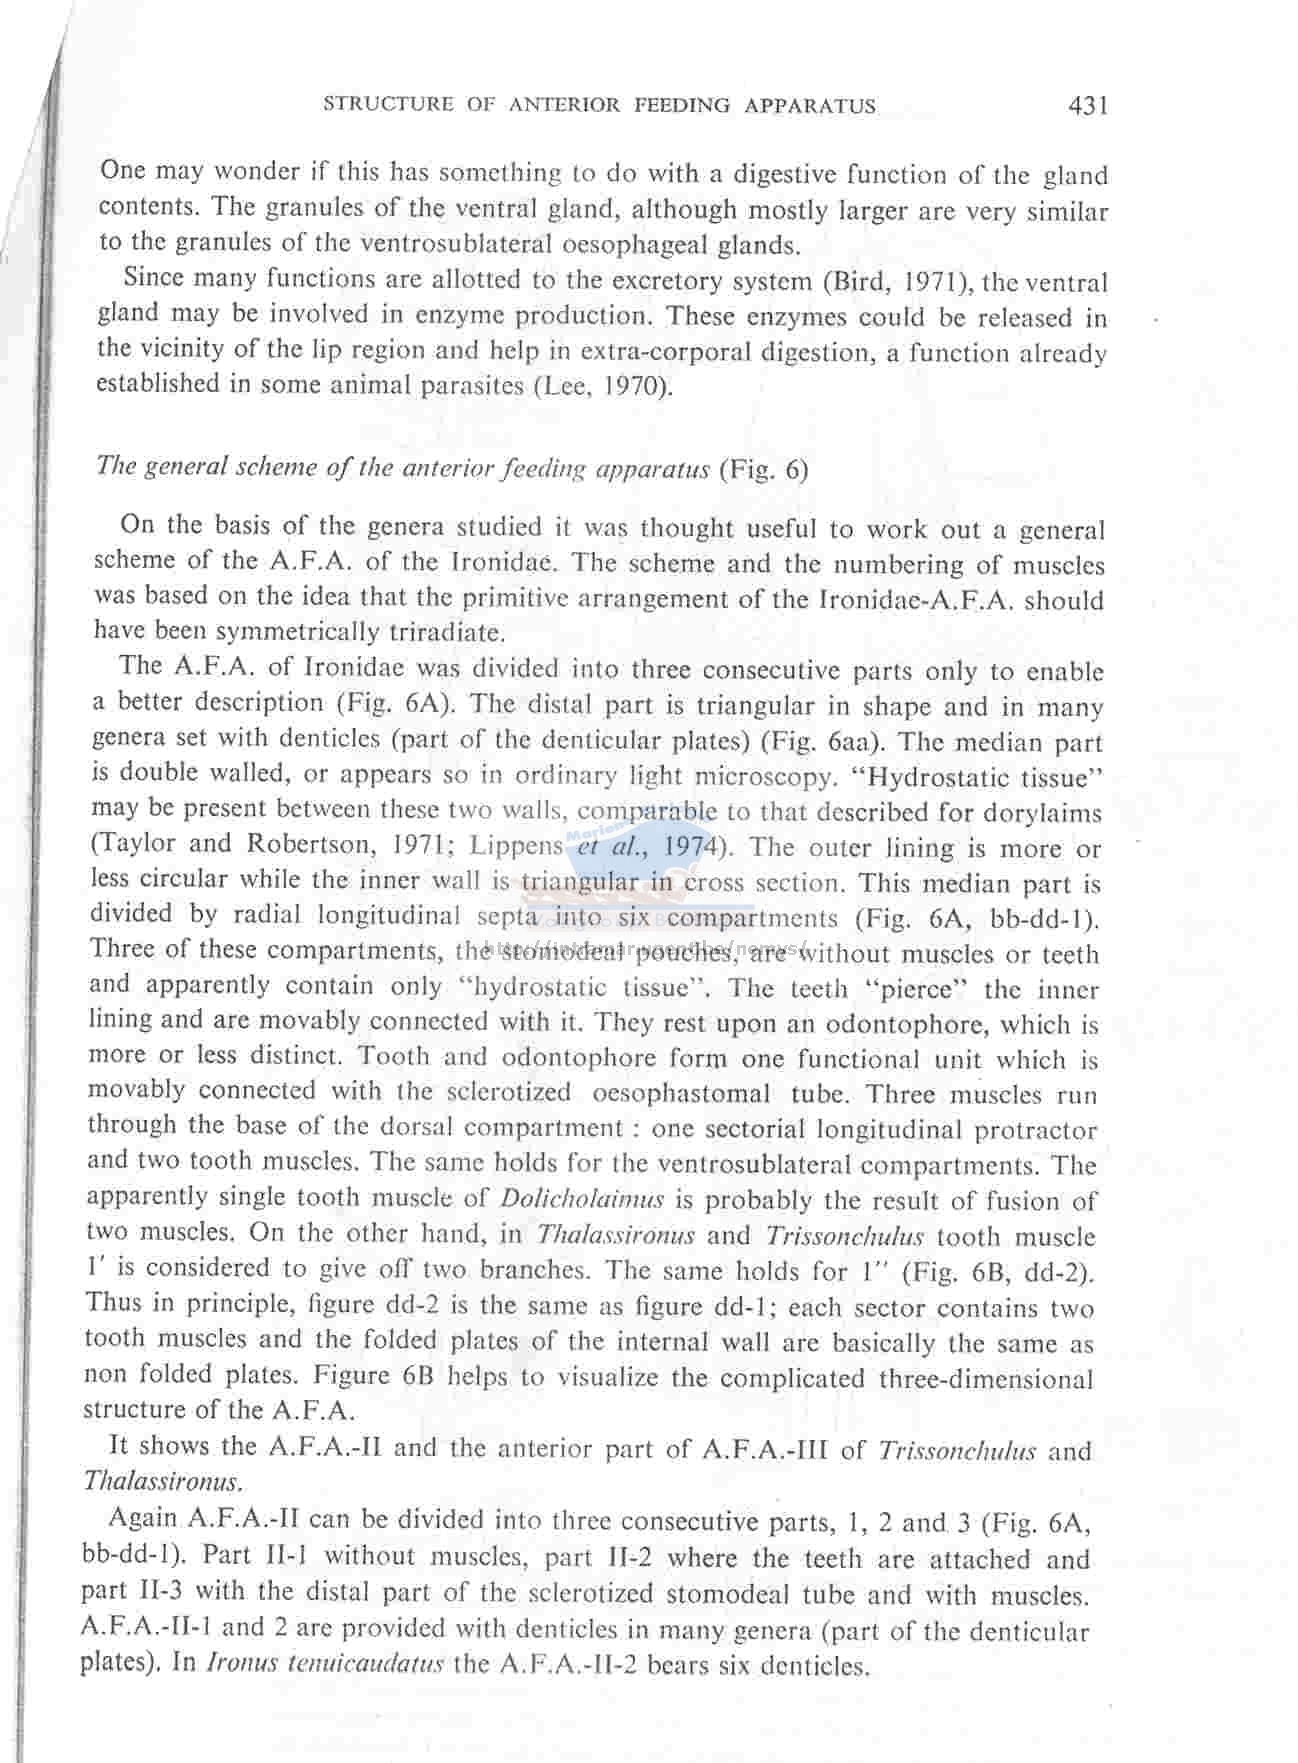 STRUCTURE OF ANTERIOR FEEDING APPARATUS 431
One may wonder if this has something to do with a digestive function of the gland
contents. The granules of the ventral gland, although mostly larger are very similar
to the granules of the ventrosublateral oesophageal glands.
Since many functions are allotted to the excretory system (Bird, 1971), the ventral
gland may be involved in enzyme production. These enzymes could be released in
the vicinity of the lip region and help in extra-corporal digestion, a function already
established in some animal parasites (Lee, 1970).
The general scheme of the anterior feeding apparatus (Fig. 6)
On the basis of the genera studied it was thought useful to work out a general
scheme of the A.F.A. of the Ironidae. The scheme and the numbering of muscles
was based on the idea that the primitive arrangement of the Ironidae-A.F.A. should
have been symmetrically triradiate.
The A.F.A. of Ironidae was divided into three consecutive parts only to enable
a better description (Fig. 6A). The distal part is triangular in shape and in many
genera set with denticles (part of the denticular plates) (Fig. 6aa). The median part
is double walled, or appears so in ordinary light microscopy. “Hydrostatic tissue”
may be present between these two walls, comparable to that described for dorylaims
(Taylor and Robertson, 1971; Lippens et al., 1974). The outer lining is more or
less circular while the inner wall is triangular in cross section. This median part is
divided by radial longitudinal septa into six compartments (Fig. 6A, bb-dd-1).
Three of these compartments, the stomodeal pouches, are without muscles or teeth
and apparently contain only “hydrostatic tissue”. The teeth “pierce” the inner
lining and are movably connected with it. They rest upon an odontophore, which is
more or less distinct. Tooth and odontophore form one functional unit which is
movably connected with the sclerotized oesophastomal tube. Three muscles run
through the base of the dorsal compartment : one sectorial longitudinal protractor
and two tooth muscles. The same holds for the ventrosublateral compartments. The
apparently single tooth muscle of Dolicholaimus is probably the result of fusion of
two muscles. On the other hand, in Thalassironus and Trissonchulus tooth muscle
1′ is considered to give off two branches. The same holds for 1″ (Fig. 6B, dd-2).
Thus in principle, figure dd-2 is the same as figure dd-1; each sector contains two
tooth muscles and the folded plates of the internal wall are basically the same as
non folded plates. Figure 6B helps to visualize the complicated three-dimensional
structure of the A.F.A.
It shows the A.F.A.-II and the anterior part of A.F.A.-III of Trissonchulus and
Thalassironus.
Again A.F.A.-II can be divided into three consecutive parts, 1, 2 and 3 (Fig. 6A,
bb-dd-1). Part II-1 without muscles, part II-2 where the teeth are attached and
part II-3 with the distal part of the sclerotized stomodeal tube and with muscles.
A.F.A.-II-1 and 2 are provided with denticles in many genera (part of the denticular
plates). In Ironus tenuicaudatus the A.F.A.-II-2 bears six denticles.